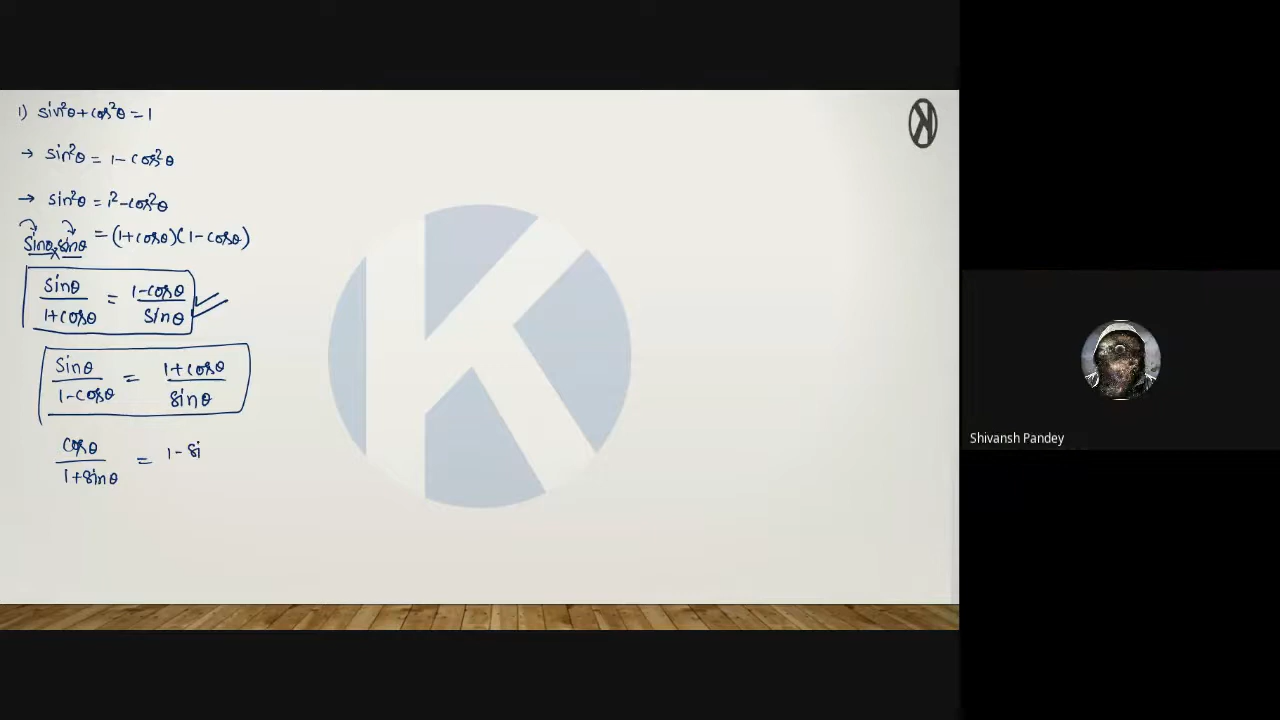 1) sin²θ + cos²θ = 1
→ sin²θ = 1 - cos²θ
→ sin²θ = 1² - cos²θ
sinθ × sinθ = (1+cosθ)(1-cosθ)
sinθ/1+cosθ = 1-cosθ/sinθ
sinθ/1-cosθ = 1+cosθ/sinθ
cosθ/1+sinθ = 1-si
Shivansh Pandey